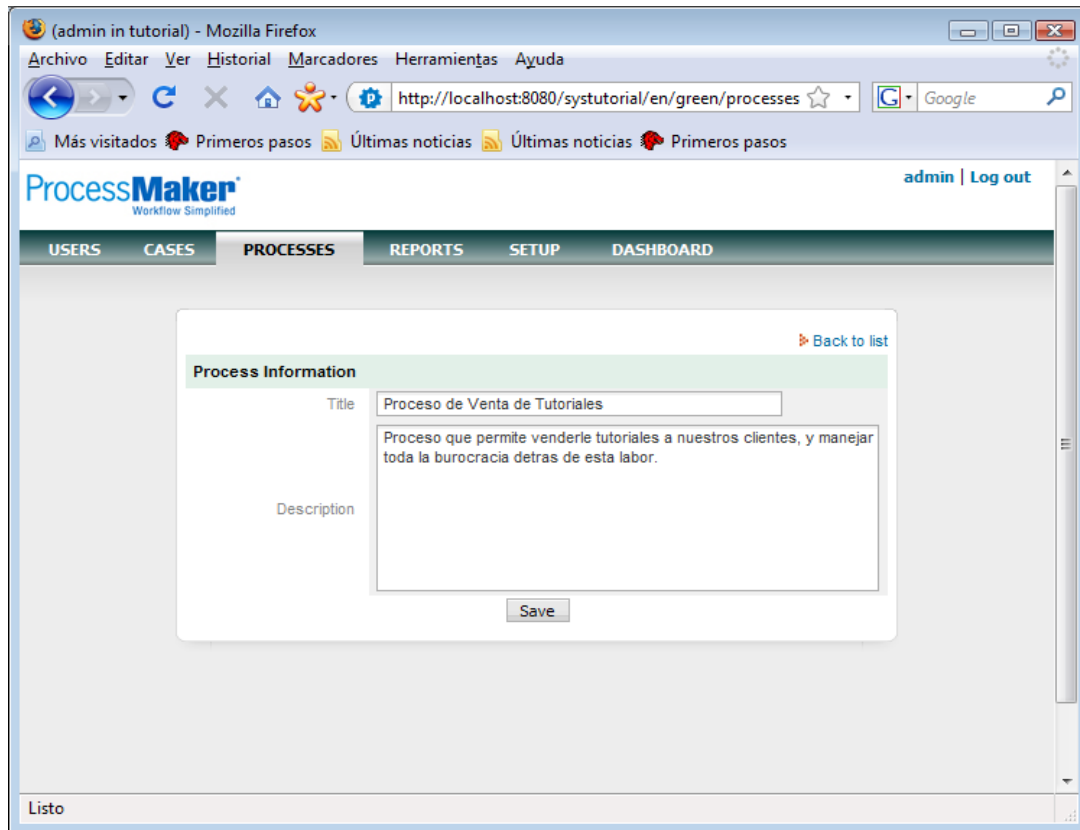 (admin in tutorial) - Mozilla Firefox
Archivo Editar Ver Historial Marcadores Herramientas Ayuda
http://localhost:8080/systutorial/en/green/processes
G Google
Más visitados Primeros pasos Últimas noticias Últimas noticias Primeros pasos
admin | Log out
ProcessMaker
Workflow Simplified
USERS CASES PROCESSES REPORTS SETUP DASHBOARD
Back to list
Process Information
Title Proceso de Venta de Tutoriales
Proceso que permite venderle tutoriales a nuestros clientes, y manejar
toda la burocracia detras de esta labor.
Description
Save
Listo